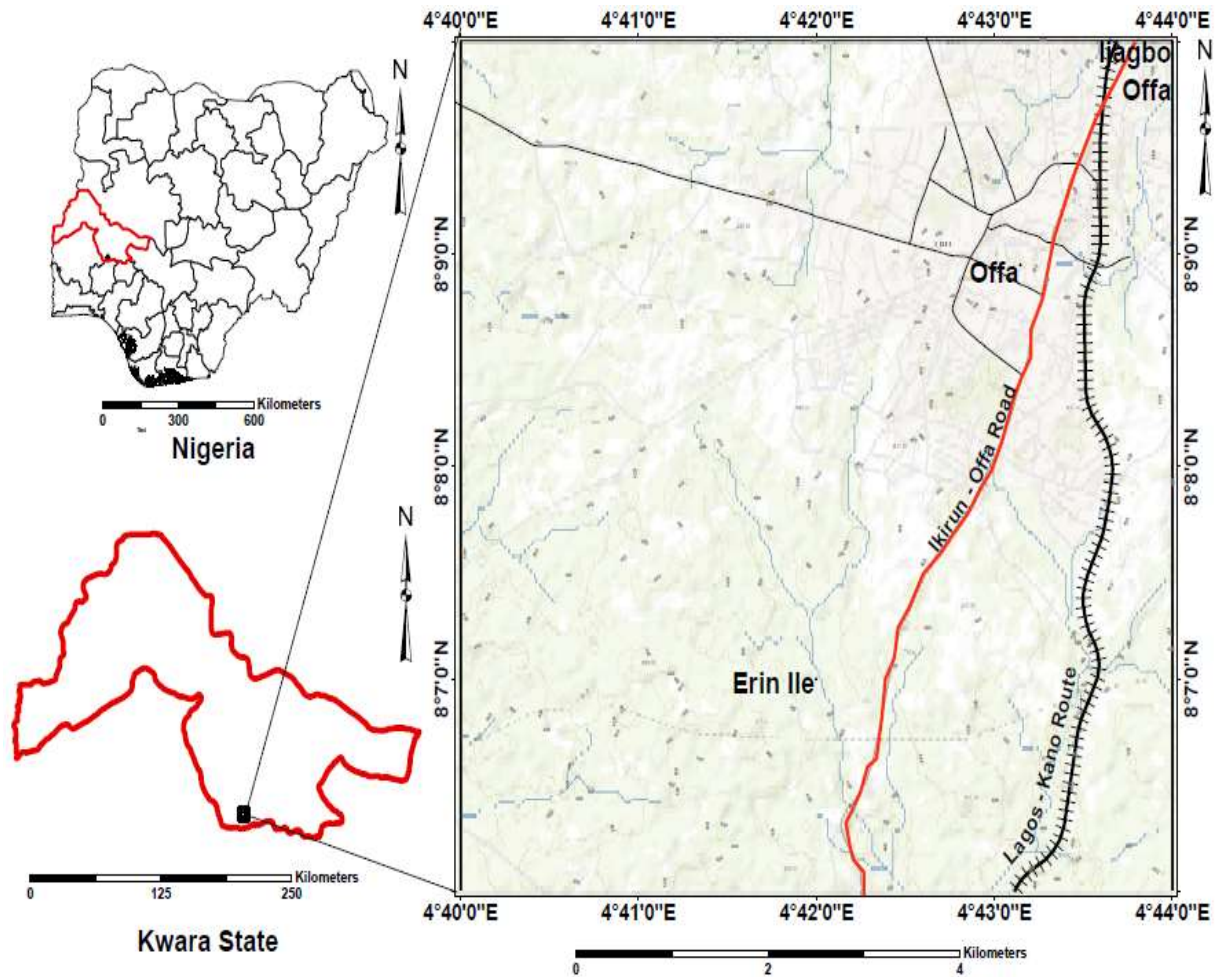 4°40'0"E 4°41'0"E 4°42'0"E 4°43'0"E 4°44'0"E
N
0 300 600 Kilometers
Nigeria
N
0 125 250 Kilometers
Kwara State
Ijagbo
Offa
N
Offa
Ikirun - Offa Road
Erin Ile
Lagos - Kano Route
8°9'0"N 8°9'0"N
8°8'0"N 8°8'0"N
8°7'0"N 8°7'0"N
4°40'0"E 4°41'0"E 4°42'0"E 4°43'0"E 4°44'0"E
0 2 4 Kilometers